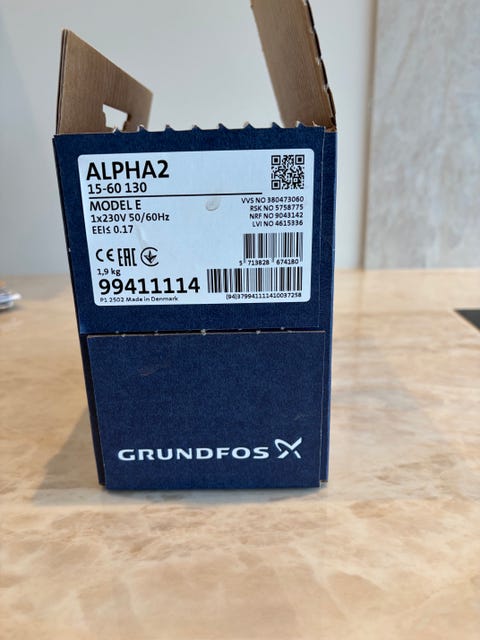 ALPHA2
15-60 130
MODEL E
1x230V 50/60Hz
EEI≤ 0.17
VVS NO 380473060
RSK NO 5758775
NRF NO 9043142
LVI NO 4615336
5 713828 674180
CE EAC
1,9 kg
99411114
(94)379941111410037258
P1 2502 Made in Denmark
GRUNDFOS X